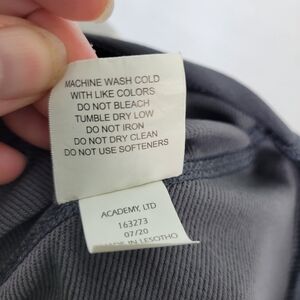 MACHINE WASH COLD
WITH LIKE COLORS
DO NOT BLEACH
TUMBLE DRY LOW
DO NOT IRON
DO NOT DRY CLEAN
DO NOT USE SOFTENERS
ACADEMY, LTD
163273
07/20
MADE IN LESOTHO